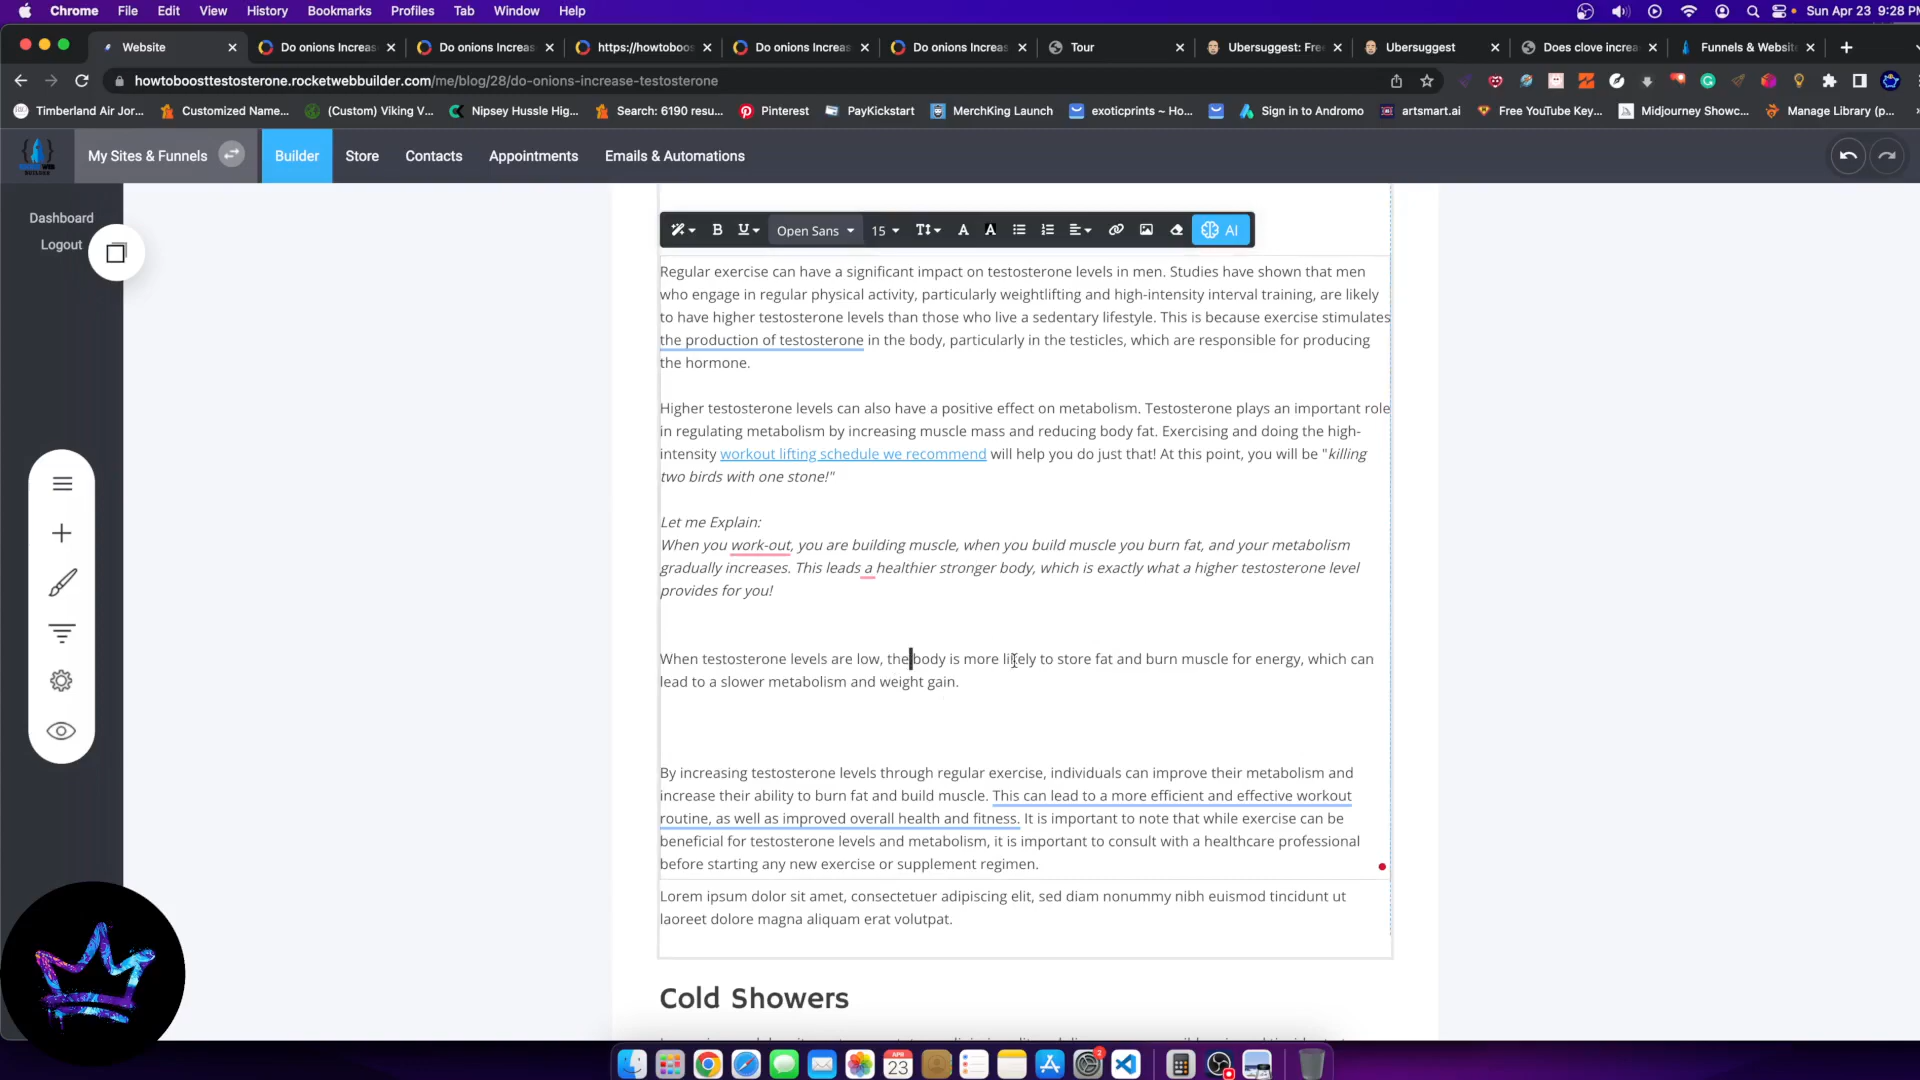 Chrome File Edit View History Bookmarks Profiles Tab Window Help Sun Apr 23 9:28 PM
Website Do onions Increas Do onions Increas https://howtoboos Do onions Increas Do onions Increas Tour Ubersuggest: Fre Ubersuggest Does clove increa Funnels & Websit
howtoboosttestosterone.rocketwebbuilder.com/me/blog/28/do-onions-increase-testosterone
Timberland Air Jor... Customized Name... (Custom) Viking V... Nipsey Hussle Hig... Search: 6190 resu... Pinterest PayKickstart MerchKing Launch exoticprints ~ Ho... Sign in to Andromo artsmart.ai Free YouTube Key... Midjourney Showc... Manage Library (p...
My Sites & Funnels Builder Store Contacts Appointments Emails & Automations
Dashboard
Logout
B U Open Sans 15 A A AI
Regular exercise can have a significant impact on testosterone levels in men. Studies have shown that men
who engage in regular physical activity, particularly weightlifting and high-intensity interval training, are likely
to have higher testosterone levels than those who live a sedentary lifestyle. This is because exercise stimulates
the production of testosterone in the body, particularly in the testicles, which are responsible for producing
the hormone.
Higher testosterone levels can also have a positive effect on metabolism. Testosterone plays an important role
in regulating metabolism by increasing muscle mass and reducing body fat. Exercising and doing the high-
intensity workout lifting schedule we recommend will help you do just that! At this point, you will be "killing
two birds with one stone!"
Let me Explain:
When you work-out, you are building muscle, when you build muscle you burn fat, and your metabolism
gradually increases. This leads a healthier stronger body, which is exactly what a higher testosterone level
provides for you!
When testosterone levels are low, the body is more likely to store fat and burn muscle for energy, which can
lead to a slower metabolism and weight gain.
By increasing testosterone levels through regular exercise, individuals can improve their metabolism and
increase their ability to burn fat and build muscle. This can lead to a more efficient and effective workout
routine, as well as improved overall health and fitness. It is important to note that while exercise can be
beneficial for testosterone levels and metabolism, it is important to consult with a healthcare professional
before starting any new exercise or supplement regimen.
Lorem ipsum dolor sit amet, consectetuer adipiscing elit, sed diam nonummy nibh euismod tincidunt ut
laoreet dolore magna aliquam erat volutpat.
Cold Showers
APR
23
2